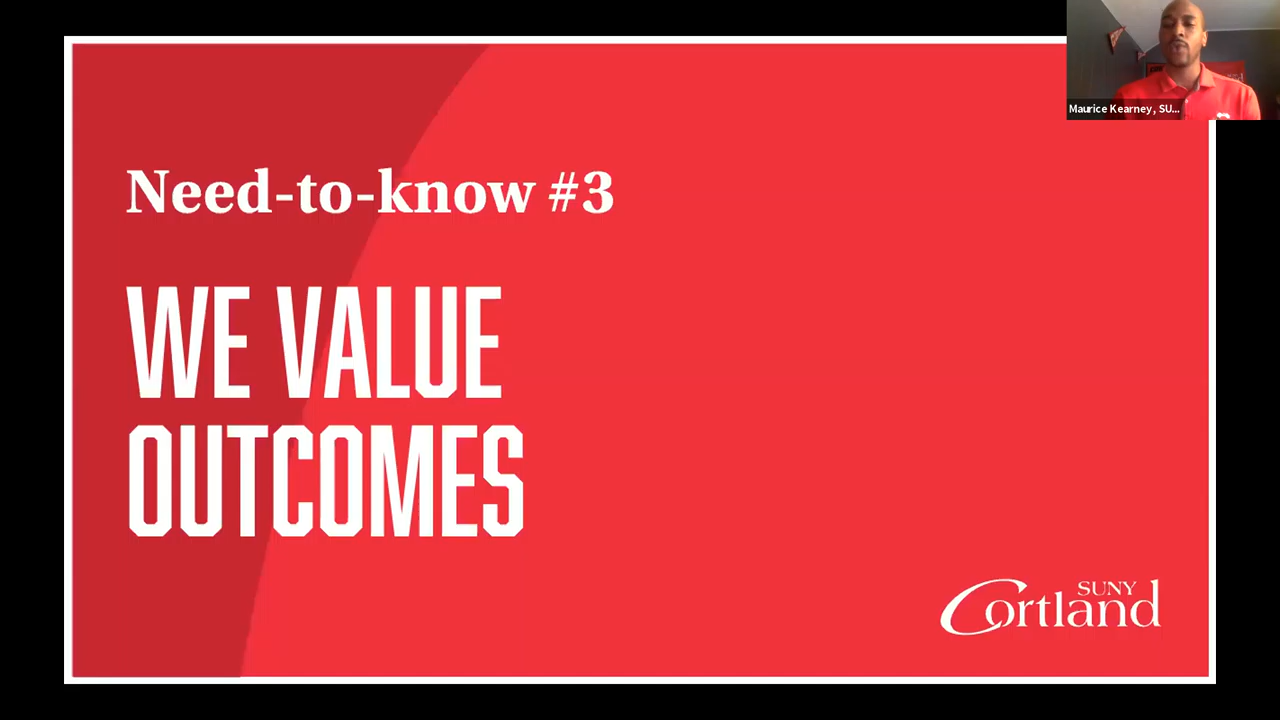 Maurice Kearney, SU...
Need-to-know #3
WE VALUE
OUTCOMES
SUNY
Cortland